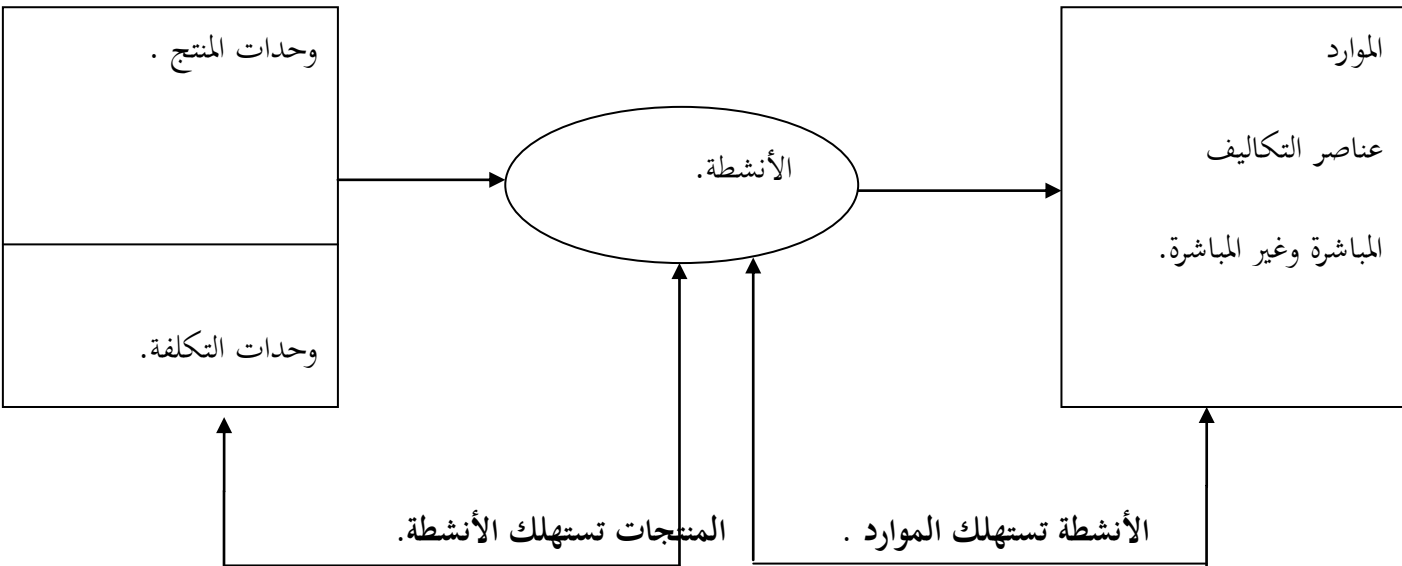 الموارد
عناصر التكاليف
المباشرة وغير المباشرة.
الأنشطة.
وحدات المنتج .
وحدات التكلفة.
الأنشطة تستهلك الموارد .
المنتجات تستهلك الأنشطة.